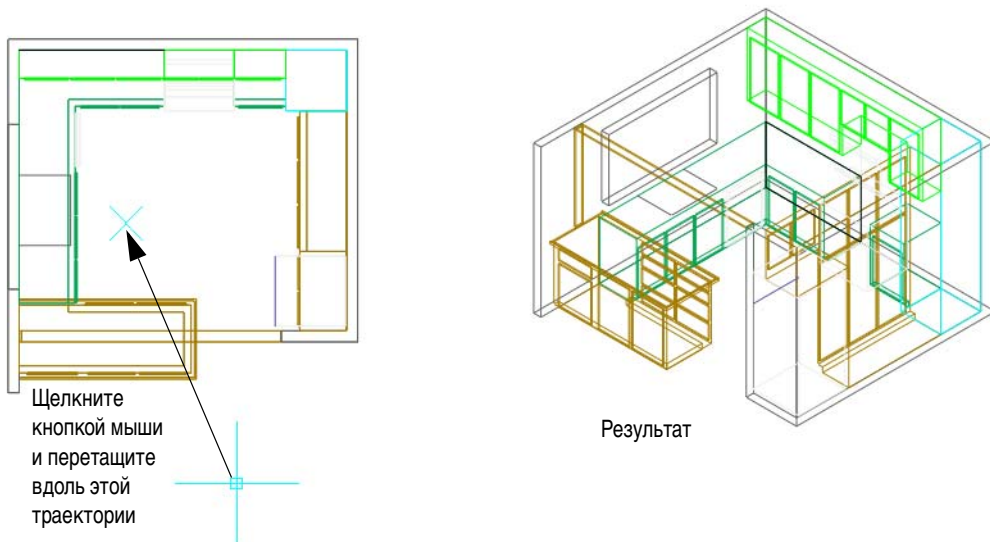 Щелкните
кнопкой мыши
и перетащите
вдоль этой
траектории
Результат